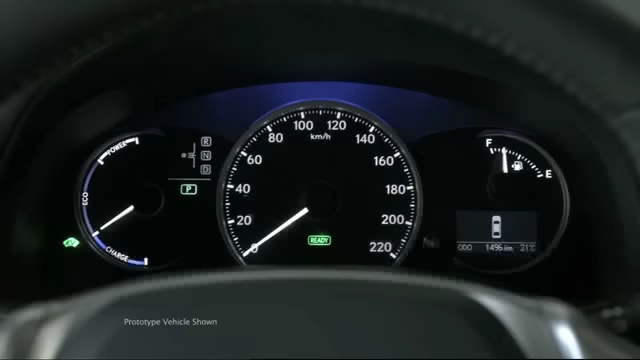 POWER
ECO
CHARGE
R
N
D
P
0
20
40
60
80
100
120
140
160
180
200
220
km/h
READY
F
E
ODO 1496 km 21°C
Prototype Vehicle Shown